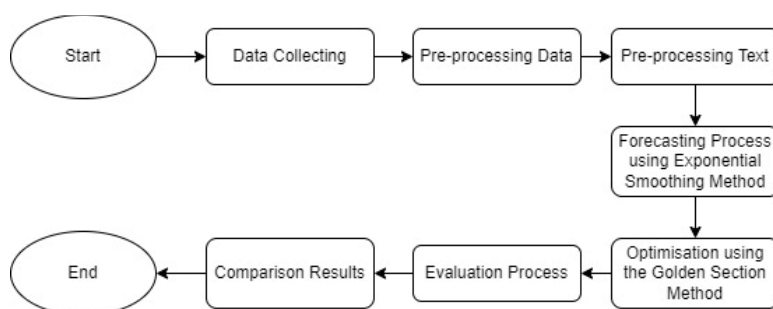 Start
Data Collecting
Pre-processing Data
Pre-processing Text
Forecasting Process
using Exponential
Smoothing Method
Optimisation using
the Golden Section
Method
Evaluation Process
Comparison Results
End